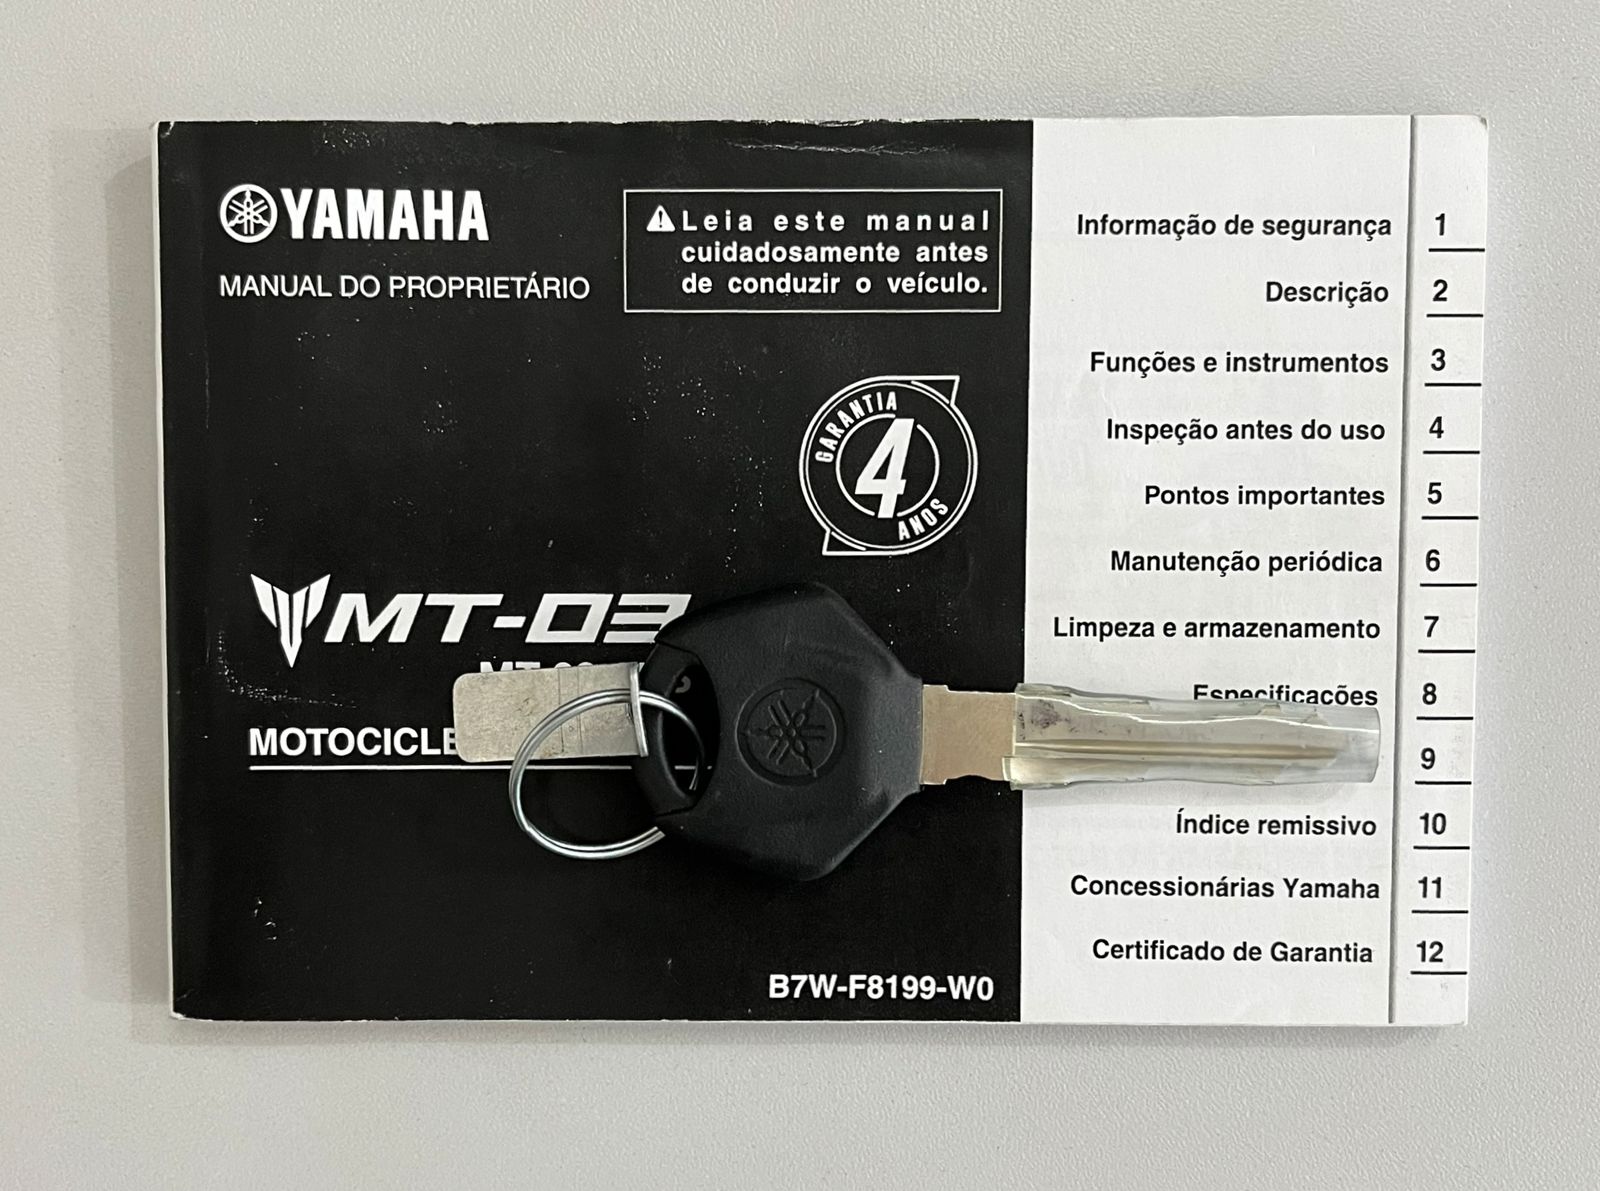 YAMAHA
MANUAL DO PROPRIETÁRIO
Leia este manual
cuidadosamente antes
de conduzir o veículo.
GARANTIA
4
ANOS
MT-03
B7W-F8199-W0
Informação de segurança 1
Descrição 2
Funções e instrumentos 3
Inspeção antes do uso 4
Pontos importantes 5
Manutenção periódica 6
Limpeza e armazenamento 7
Especificações 8
9
Índice remissivo 10
Concessionárias Yamaha 11
Certificado de Garantia 12